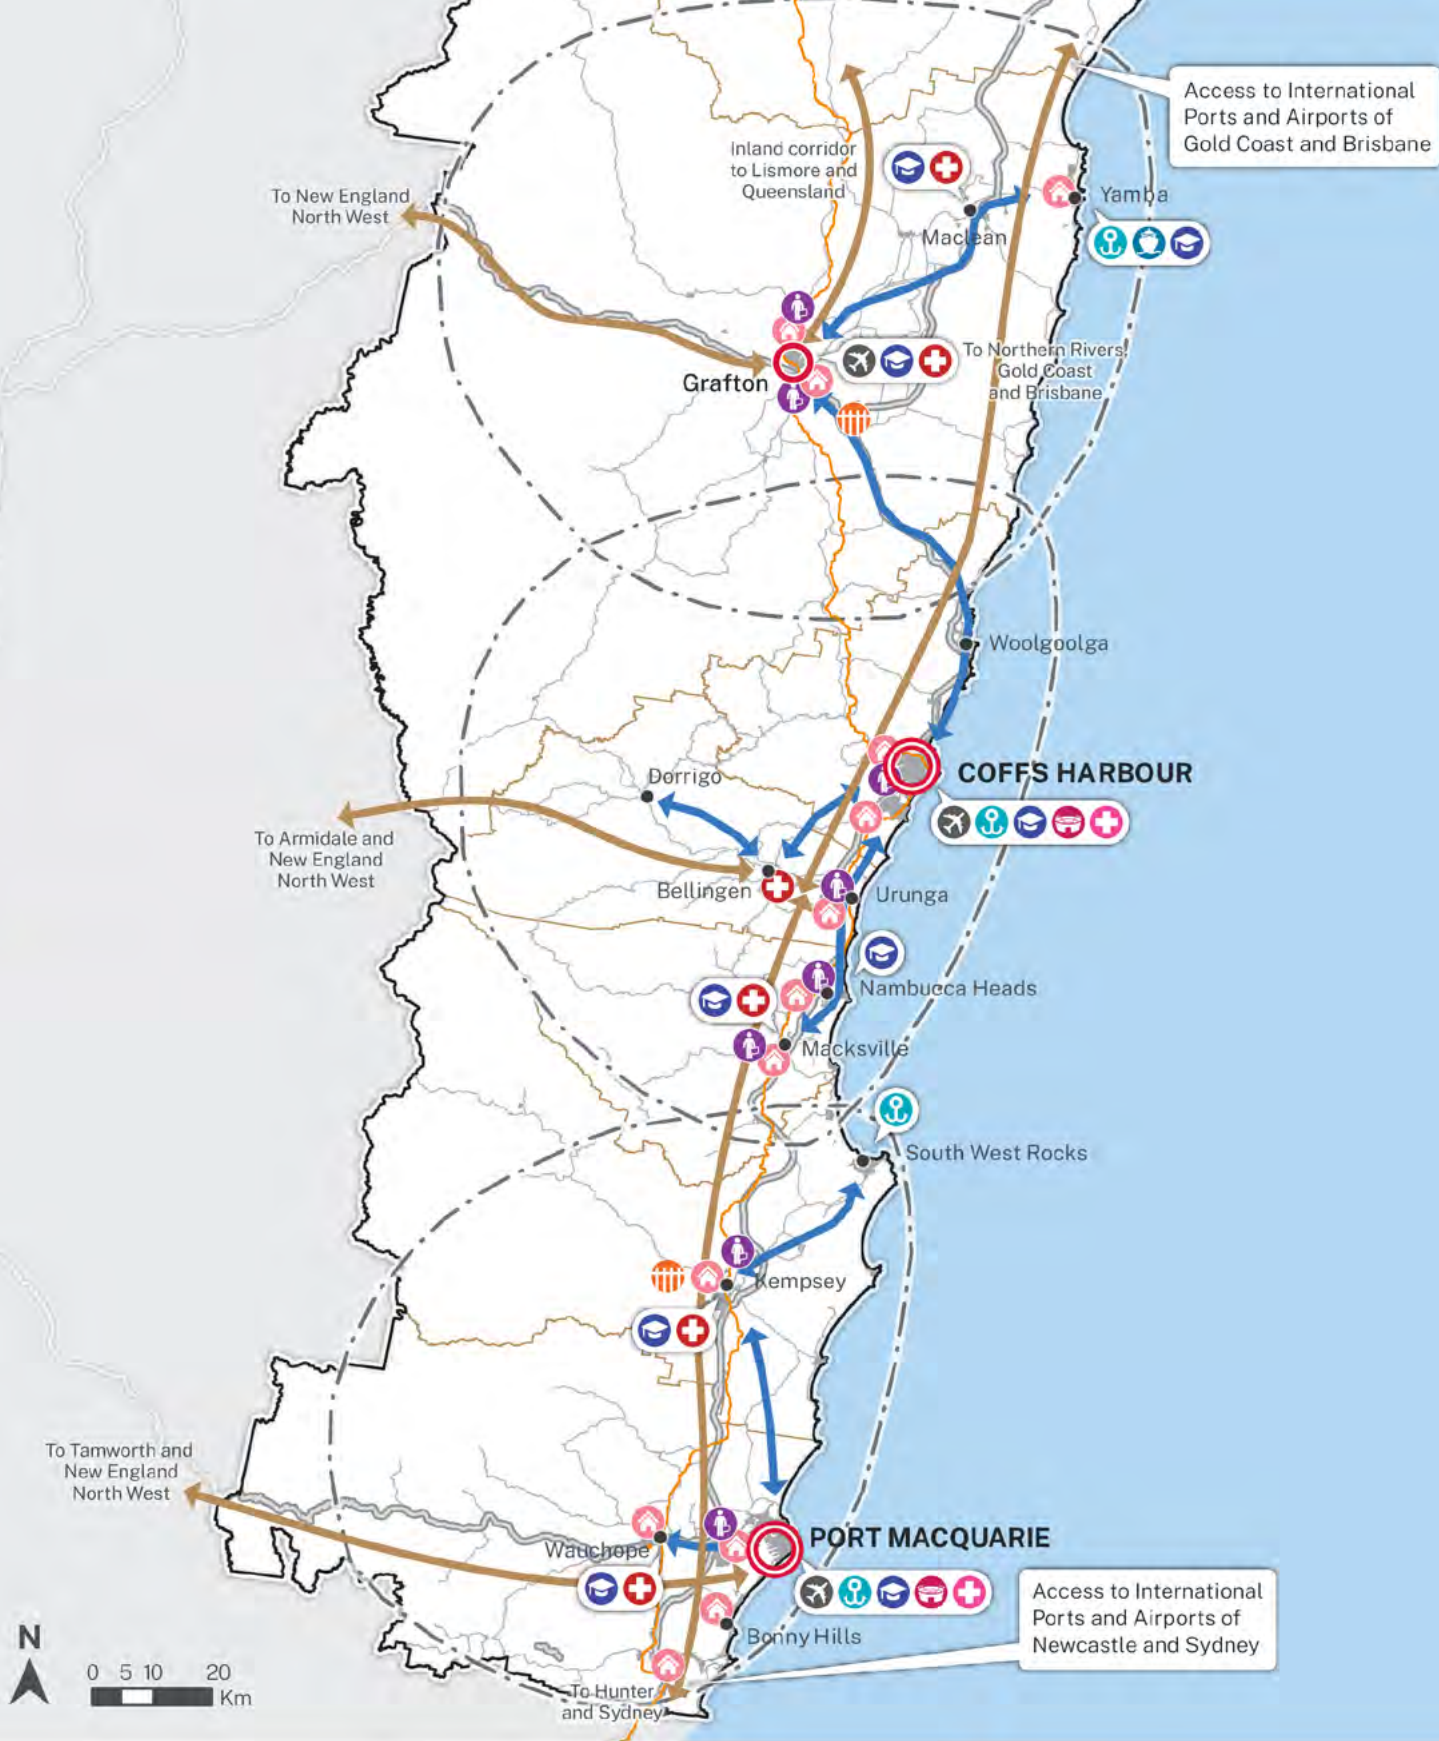 Access to International
Ports and Airports of
Gold Coast and Brisbane
Inland corridor
to Lismore and
Queensland
To New England
North West
Yamba
Maclean
To Northern Rivers,
Gold Coast
and Brisbane
Grafton
Woolgoolga
COFFS HARBOUR
Dorrigo
To Armidale and
New England
North West
Bellingen
Urunga
Nambucca Heads
Macksville
South West Rocks
Kempsey
To Tamworth and
New England
North West
PORT MACQUARIE
Wauchope
Access to International
Ports and Airports of
Newcastle and Sydney
Bonny Hills
N
0 5 10 20
Km
To Hunter
and Sydney